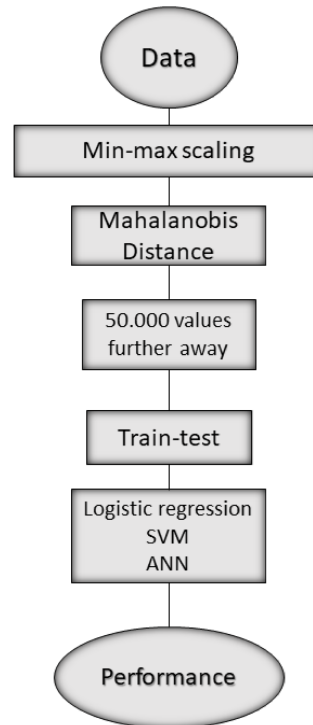 Data
Min-max scaling
Mahalanobis
Distance
50.000 values
further away
Train-test
Logistic regression
SVM
ANN
Performance